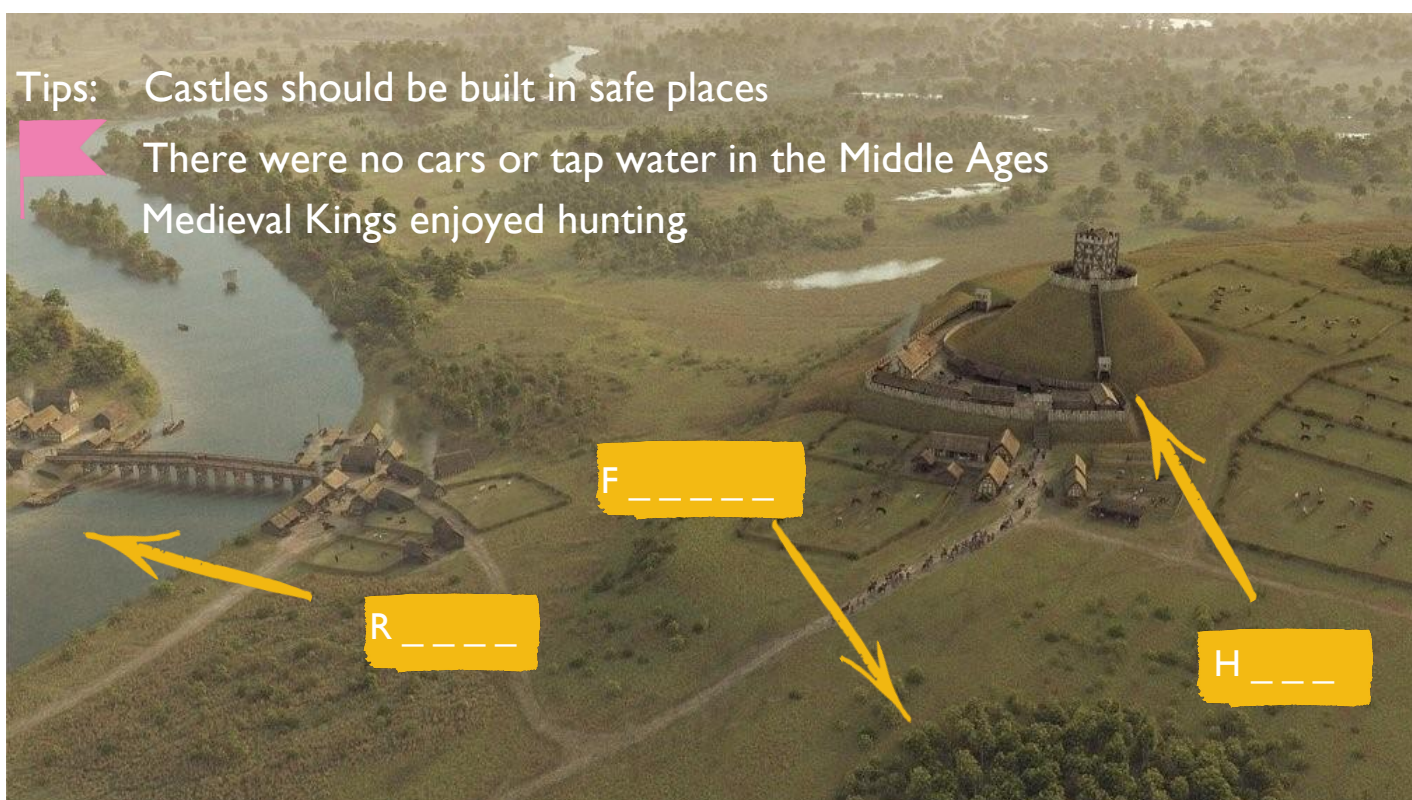 Tips: Castles should be built in safe places
There were no cars or tap water in the Middle Ages.
Medieval Kings enjoyed hunting.
F _ _ _ _ _
R _ _ _ _
H _ _ _